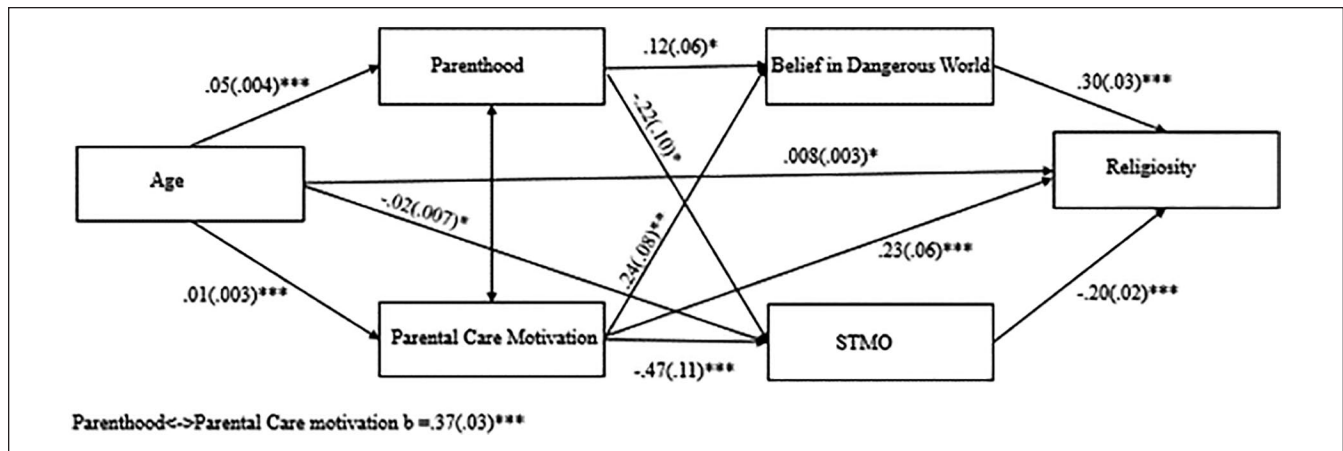 Parenthood
.12(.06)*
Belief in Dangerous World
.05(.004)***
.30(.03)***
-.22(.10)*
Age
.008(.003)*
Religiosity
-.02(.007)*
.24(.08)**
.23(.06)***
.01(.003)***
Parental Care Motivation
-.47(.11)***
STMO
-.20(.02)***
Parenthood<->Parental Care motivation b =.37(.03)***